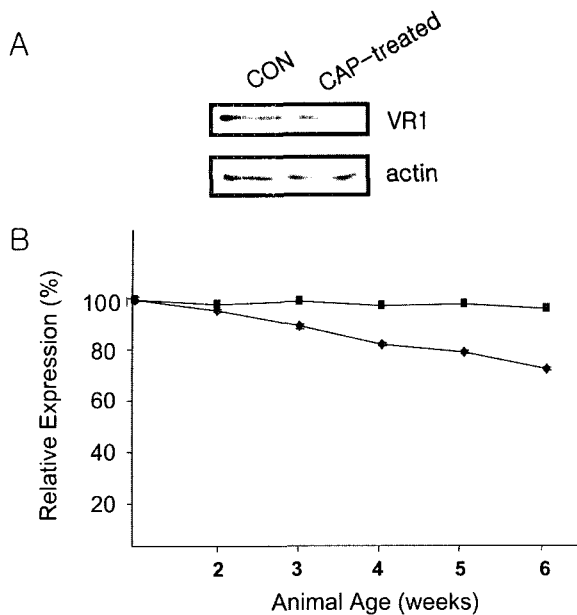 A
CON
CAP-treated
VR1
actin
B
Relative Expression (%)
100
80
60
40
20
2 3 4 5 6
Animal Age (weeks)